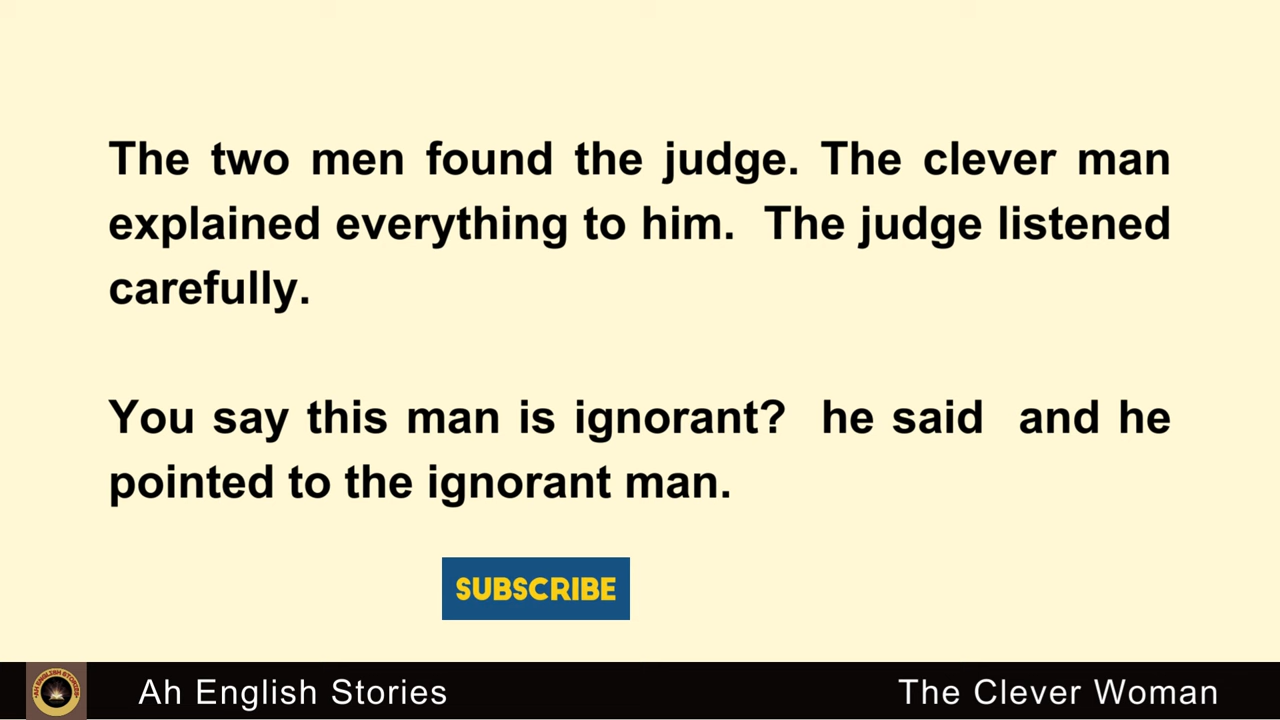 The two men found the judge. The clever man
explained everything to him. The judge listened
carefully.
You say this man is ignorant? he said and he
pointed to the ignorant man.
SUBSCRIBE
Ah English Stories
The Clever Woman